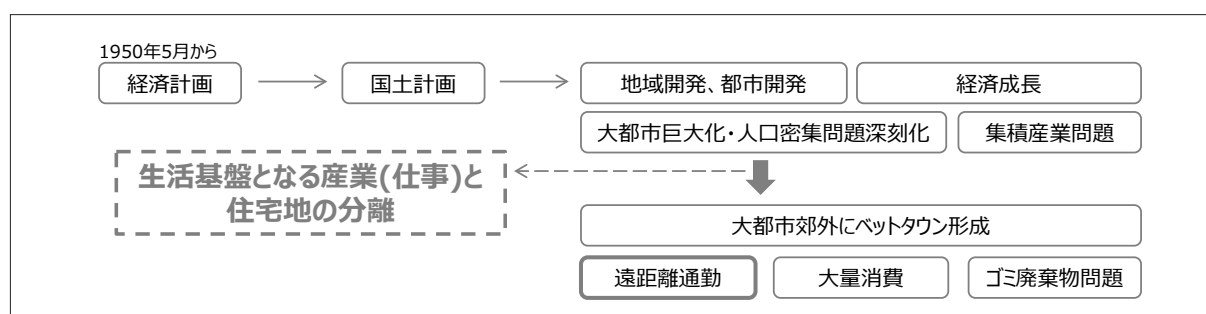 1950年5月から
経済計画
国土計画
地域開発、都市開発
経済成長
大都市巨大化・人口密集問題深刻化
集積産業問題
生活基盤となる産業(仕事)と
住宅地の分離
大都市郊外にベットタウン形成
遠距離通勤
大量消費
ゴミ廃棄物問題